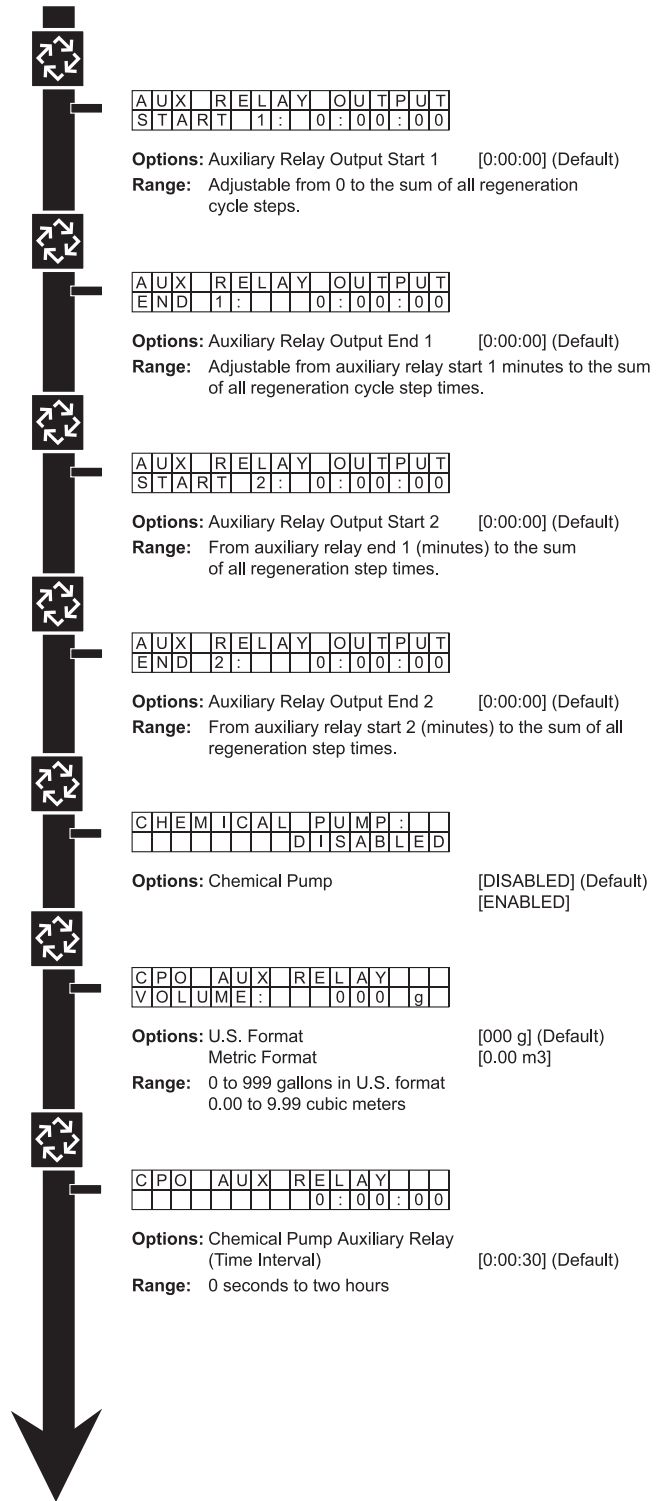 AUX RELAY OUTPUT
START 1: 0:00:00
Options: Auxiliary Relay Output Start 1 [0:00:00] (Default)
Range: Adjustable from 0 to the sum of all regeneration
cycle steps.
AUX RELAY OUTPUT
END 1: 0:00:00
Options: Auxiliary Relay Output End 1 [0:00:00] (Default)
Range: Adjustable from auxiliary relay start 1 minutes to the sum
of all regeneration cycle step times.
AUX RELAY OUTPUT
START 2: 0:00:00
Options: Auxiliary Relay Output Start 2 [0:00:00] (Default)
Range: From auxiliary relay end 1 (minutes) to the sum
of all regeneration step times.
AUX RELAY OUTPUT
END 2: 0:00:00
Options: Auxiliary Relay Output End 2 [0:00:00] (Default)
Range: From auxiliary relay start 2 (minutes) to the sum of all
regeneration step times.
CHEMICAL PUMP:
DISABLED
Options: Chemical Pump [DISABLED] (Default)
[ENABLED]
CPO AUX RELAY
VOLUME: 000 g
Options: U.S. Format [000 g] (Default)
Metric Format [0.00 m3]
Range: 0 to 999 gallons in U.S. format
0.00 to 9.99 cubic meters
CPO AUX RELAY
0:00:00
Options: Chemical Pump Auxiliary Relay
(Time Interval) [0:00:30] (Default)
Range: 0 seconds to two hours